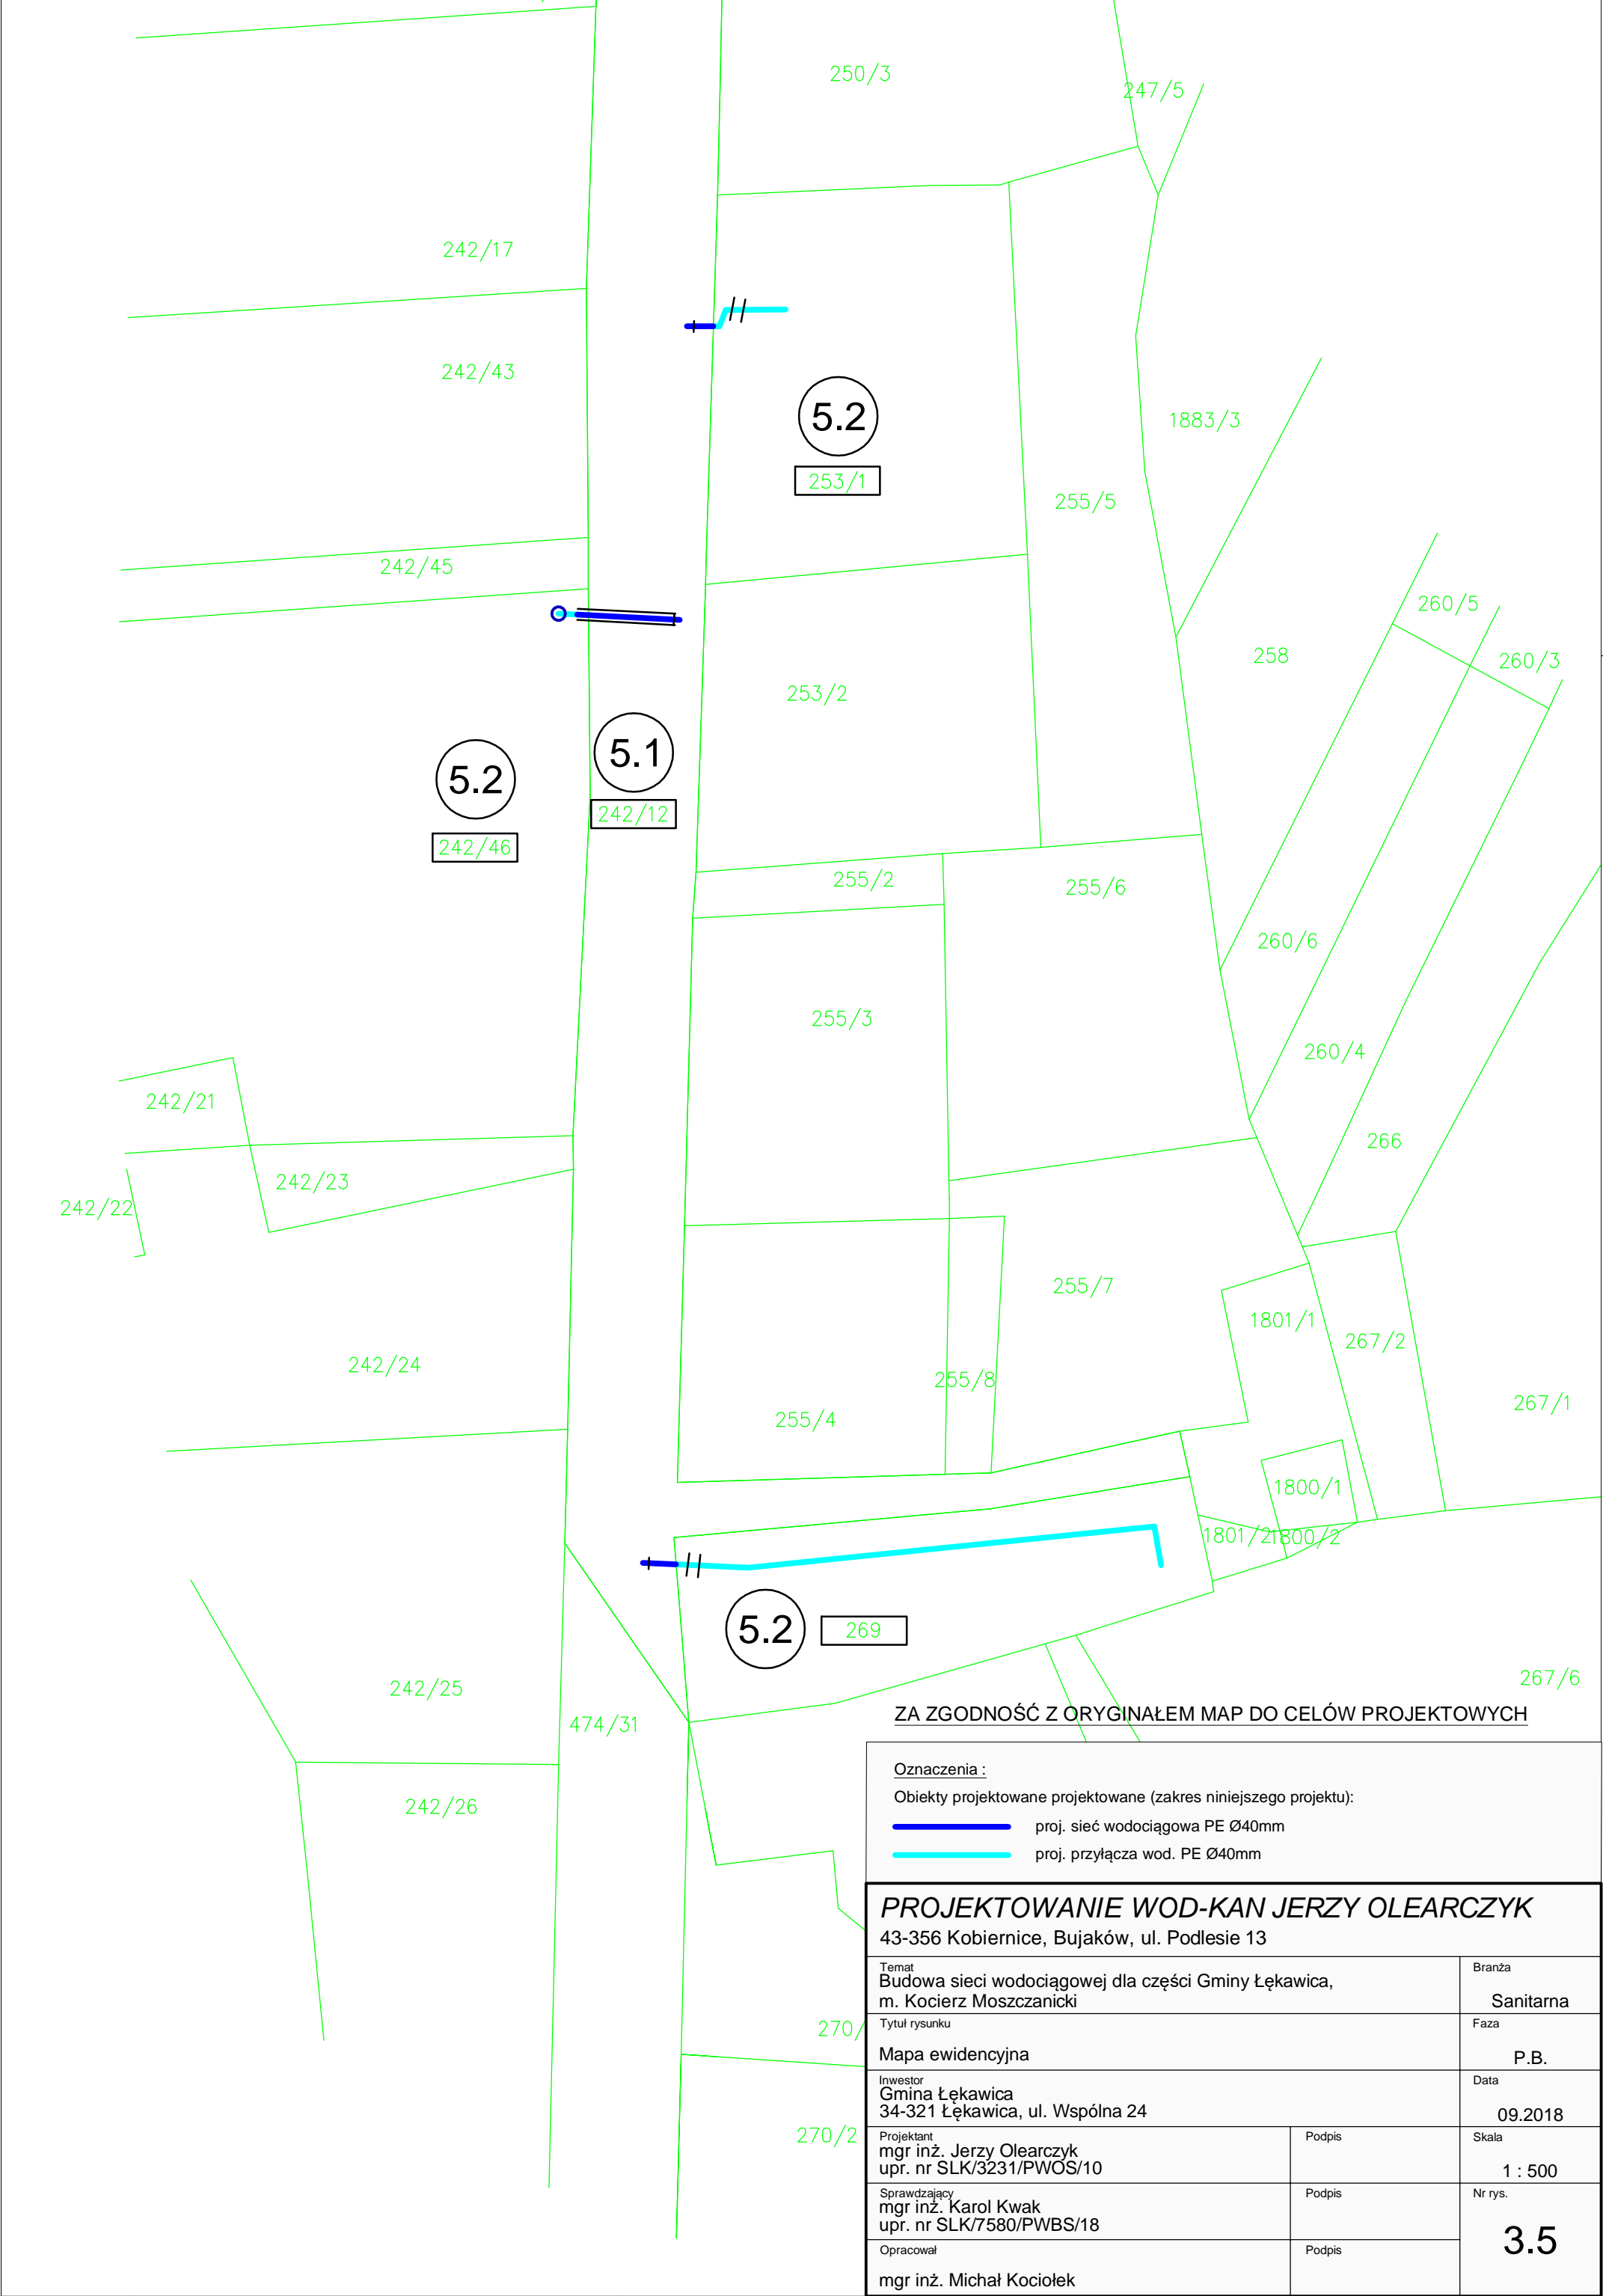 250/3
247/5
242/17
242/43
5.2
253/1
1883/3
255/5
242/45
260/5
260/3
258
253/2
5.1
242/12
5.2
242/46
255/2
255/6
260/6
255/3
260/4
242/21
266
242/23
242/22
255/7
1801/1
267/2
242/24
255/8
267/1
255/4
1800/1
1801/2
1800/2
5.2
269
242/25
267/6
474/31
ZA ZGODNOŚĆ Z ORYGINAŁEM MAP DO CELÓW PROJEKTOWYCH
Oznaczenia :
Obiekty projektowane projektowane (zakres niniejszego projektu):
242/26
proj. sieć wodociągowa PE Ø40mm
proj. przyłącza wod. PE Ø40mm
PROJEKTOWANIE WOD-KAN JERZY OLEARCZYK
43-356 Kobiernice, Bujaków, ul. Podlesie 13
Temat
Budowa sieci wodociągowej dla części Gminy Łękawica,
m. Kocierz Moszczanicki
Branża
Sanitarna
270/
Tytuł rysunku
Mapa ewidencyjna
Faza
P.B.
Inwestor
Gmina Łękawica
34-321 Łękawica, ul. Wspólna 24
Data
09.2018
270/2
Projektant
mgr inż. Jerzy Olearczyk
upr. nr SLK/3231/PWOS/10
Podpis
Skala
1 : 500
Sprawdzający
mgr inż. Karol Kwak
upr. nr SLK/7580/PWBS/18
Podpis
Nr rys.
3.5
Opracował
mgr inż. Michał Kociołek
Podpis